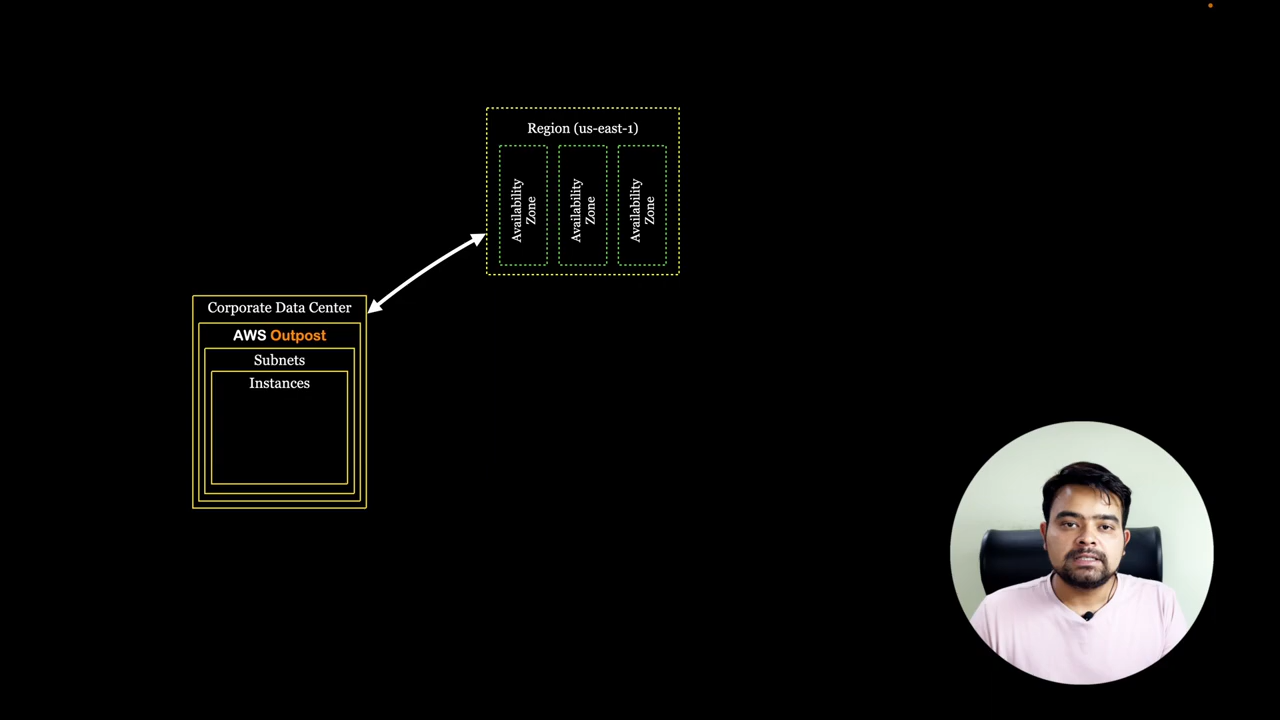 Region (us-east-1)
Availability
Zone
Availability
Zone
Availability
Zone
Corporate Data Center
AWS Outpost
Subnets
Instances